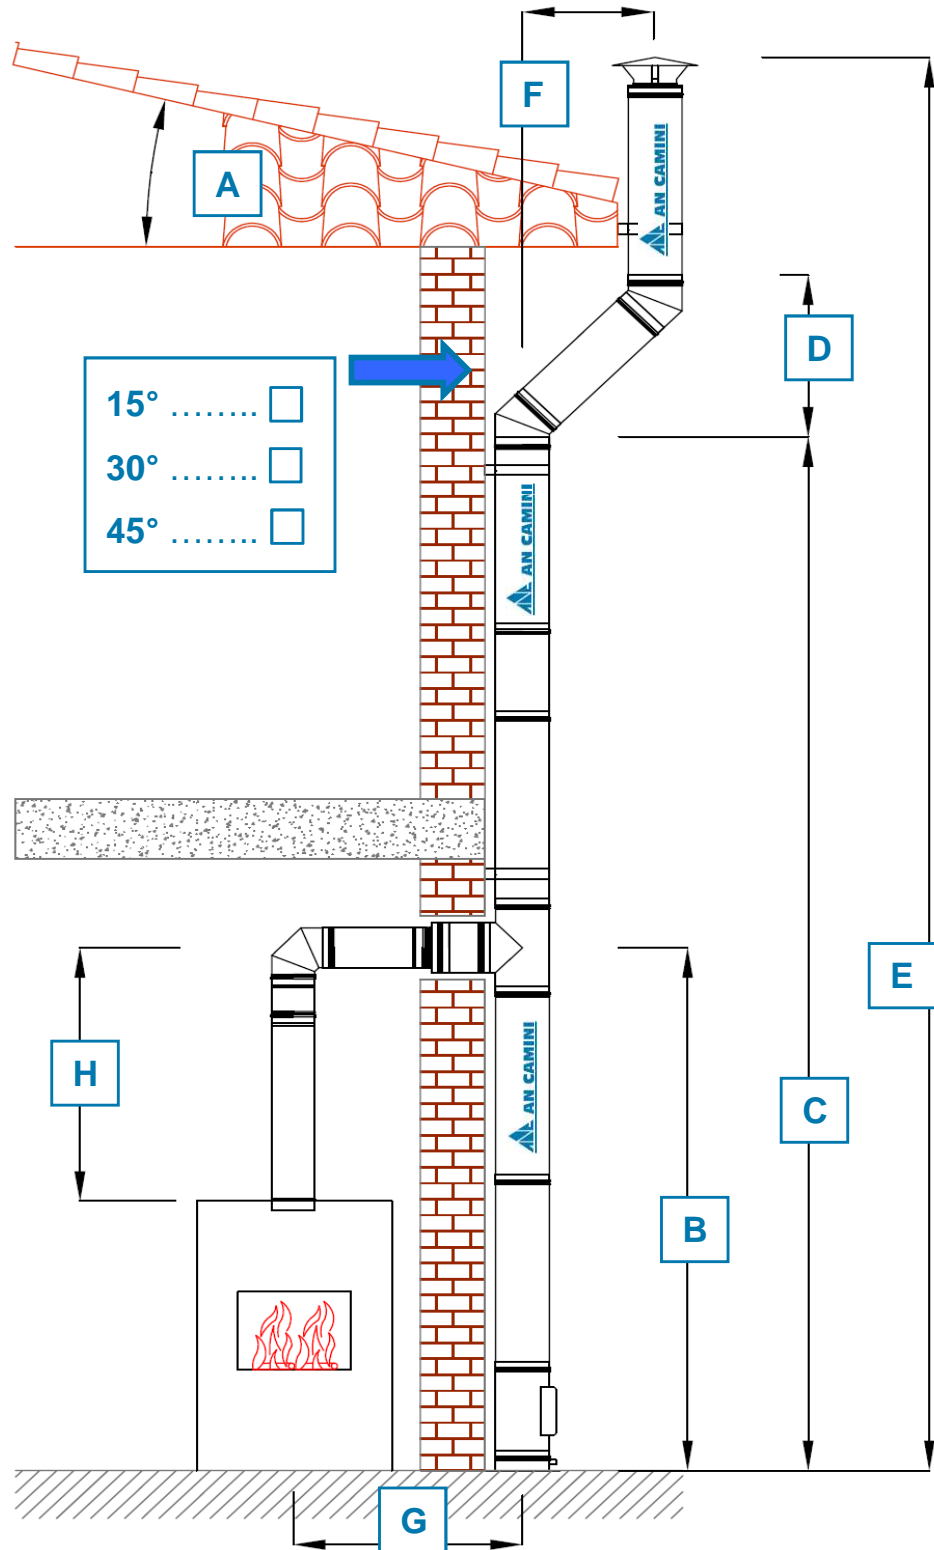 F
AN CAMINI
A
D
15° ........
30° ........
45° ........
AN CAMINI
E
AN CAMINI
H
C
B
G